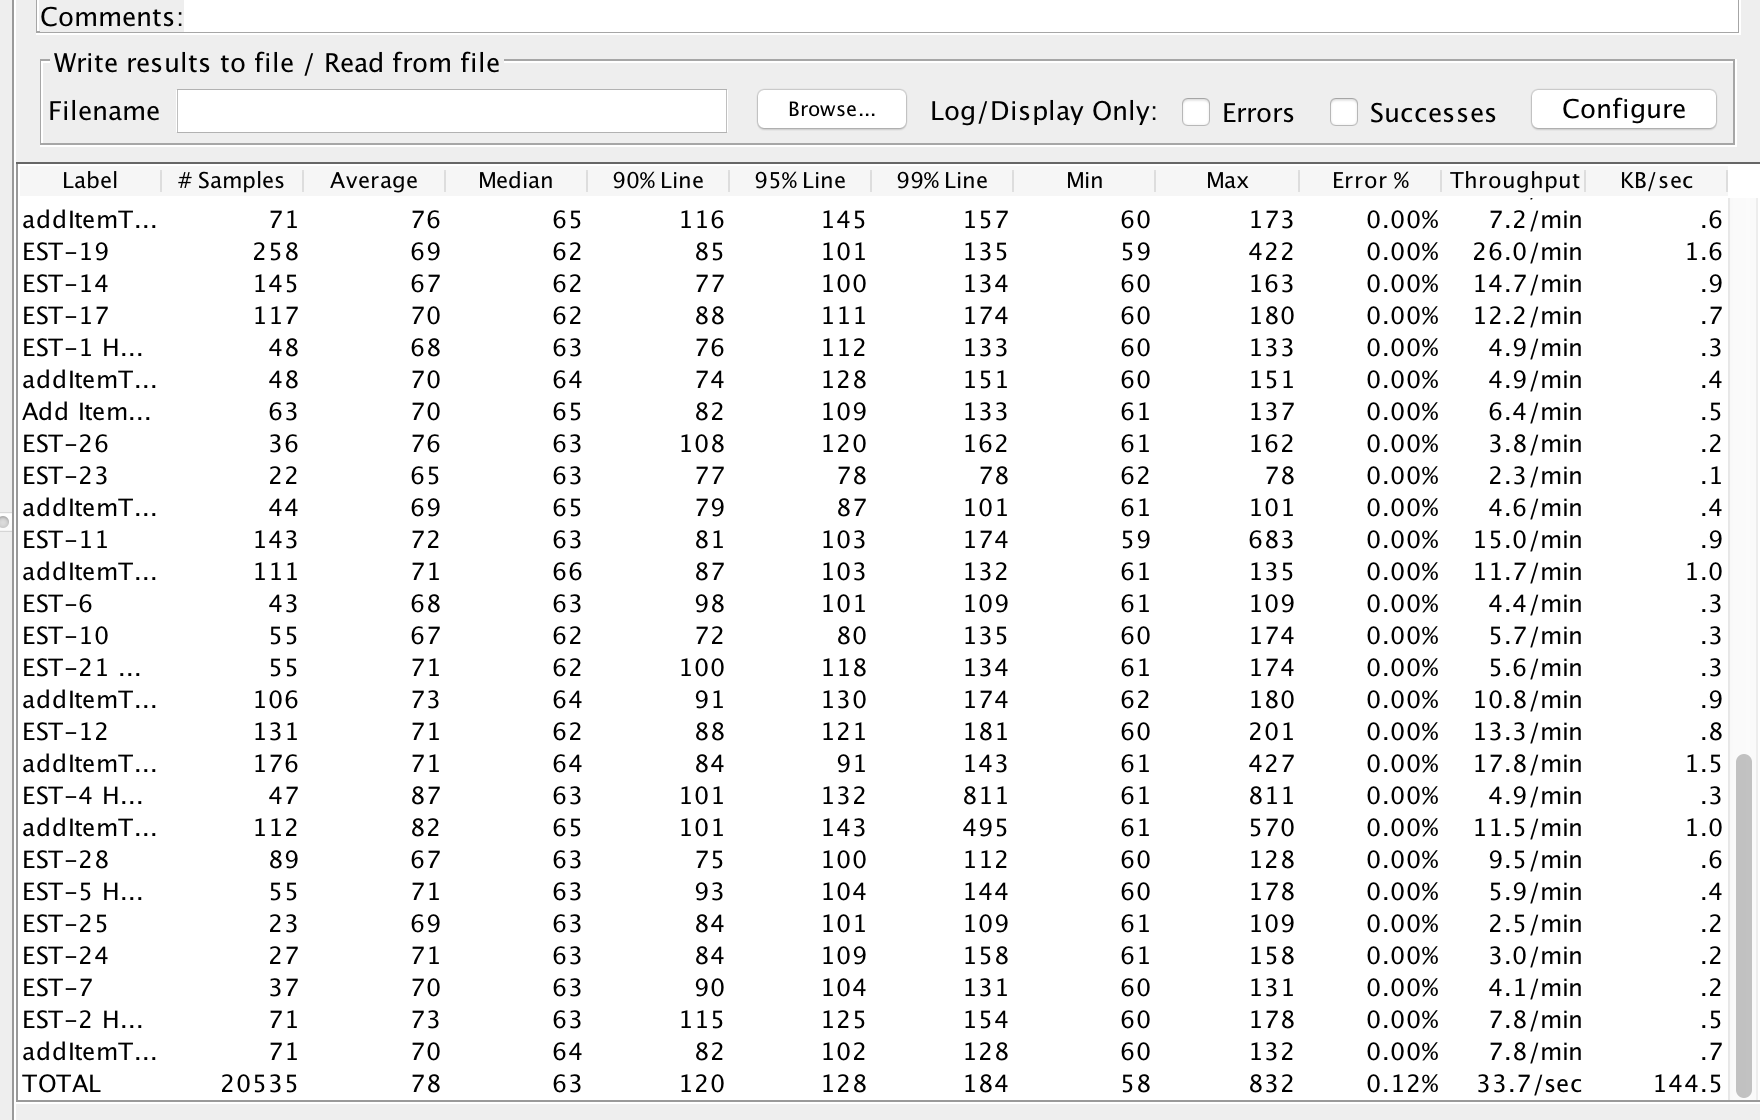 Comments:
Write results to file / Read from file
Filename Browse... Log/Display Only: Errors Successes Configure
Label # Samples Average Median 90% Line 95% Line 99% Line Min Max Error % Throughput KB/sec
addItemT... 71 76 65 116 145 157 60 173 0.00% 7.2/min .6
EST-19 258 69 62 85 101 135 59 422 0.00% 26.0/min 1.6
EST-14 145 67 62 77 100 134 60 163 0.00% 14.7/min .9
EST-17 117 70 62 88 111 174 60 180 0.00% 12.2/min .7
EST-1 H... 48 68 63 76 112 133 60 133 0.00% 4.9/min .3
addItemT... 48 70 64 74 128 151 60 151 0.00% 4.9/min .4
Add Item... 63 70 65 82 109 133 61 137 0.00% 6.4/min .5
EST-26 36 76 63 108 120 162 61 162 0.00% 3.8/min .2
EST-23 22 65 63 77 78 78 62 78 0.00% 2.3/min .1
addItemT... 44 69 65 79 87 101 61 101 0.00% 4.6/min .4
EST-11 143 72 63 81 103 174 59 683 0.00% 15.0/min .9
addItemT... 111 71 66 87 103 132 61 135 0.00% 11.7/min 1.0
EST-6 43 68 63 98 101 109 61 109 0.00% 4.4/min .3
EST-10 55 67 62 72 80 135 60 174 0.00% 5.7/min .3
EST-21 ... 55 71 62 100 118 134 61 174 0.00% 5.6/min .3
addItemT... 106 73 64 91 130 174 62 180 0.00% 10.8/min .9
EST-12 131 71 62 88 121 181 60 201 0.00% 13.3/min .8
addItemT... 176 71 64 84 91 143 61 427 0.00% 17.8/min 1.5
EST-4 H... 47 87 63 101 132 811 61 811 0.00% 4.9/min .3
addItemT... 112 82 65 101 143 495 61 570 0.00% 11.5/min 1.0
EST-28 89 67 63 75 100 112 60 128 0.00% 9.5/min .6
EST-5 H... 55 71 63 93 104 144 60 178 0.00% 5.9/min .4
EST-25 23 69 63 84 101 109 61 109 0.00% 2.5/min .2
EST-24 27 71 63 84 109 158 61 158 0.00% 3.0/min .2
EST-7 37 70 63 90 104 131 60 131 0.00% 4.1/min .2
EST-2 H... 71 73 63 115 125 154 60 178 0.00% 7.8/min .5
addItemT... 71 70 64 82 102 128 60 132 0.00% 7.8/min .7
TOTAL 20535 78 63 120 128 184 58 832 0.12% 33.7/sec 144.5